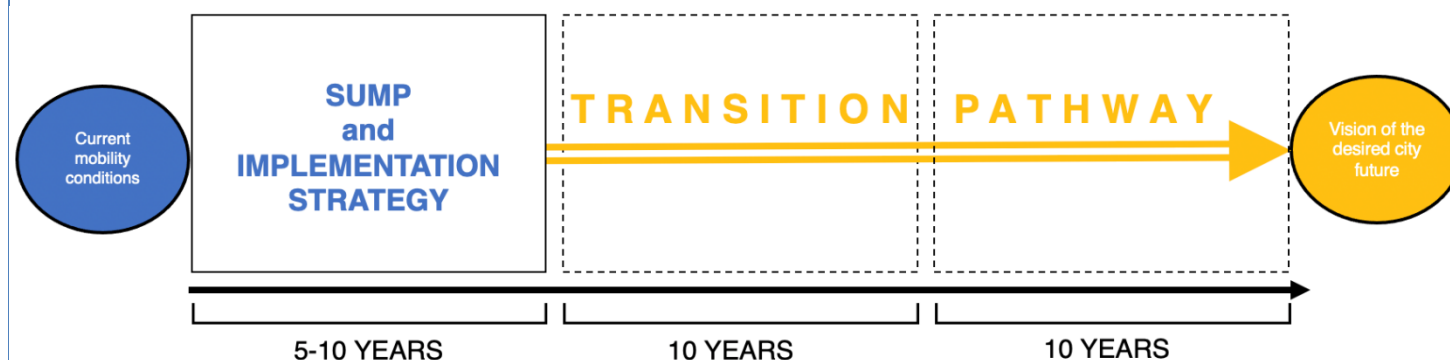 Current
mobility
conditions
SUMP
and
IMPLEMENTATION
STRATEGY
TRANSITION PATHWAY
Vision of the
desired city
future
5-10 YEARS
10 YEARS
10 YEARS